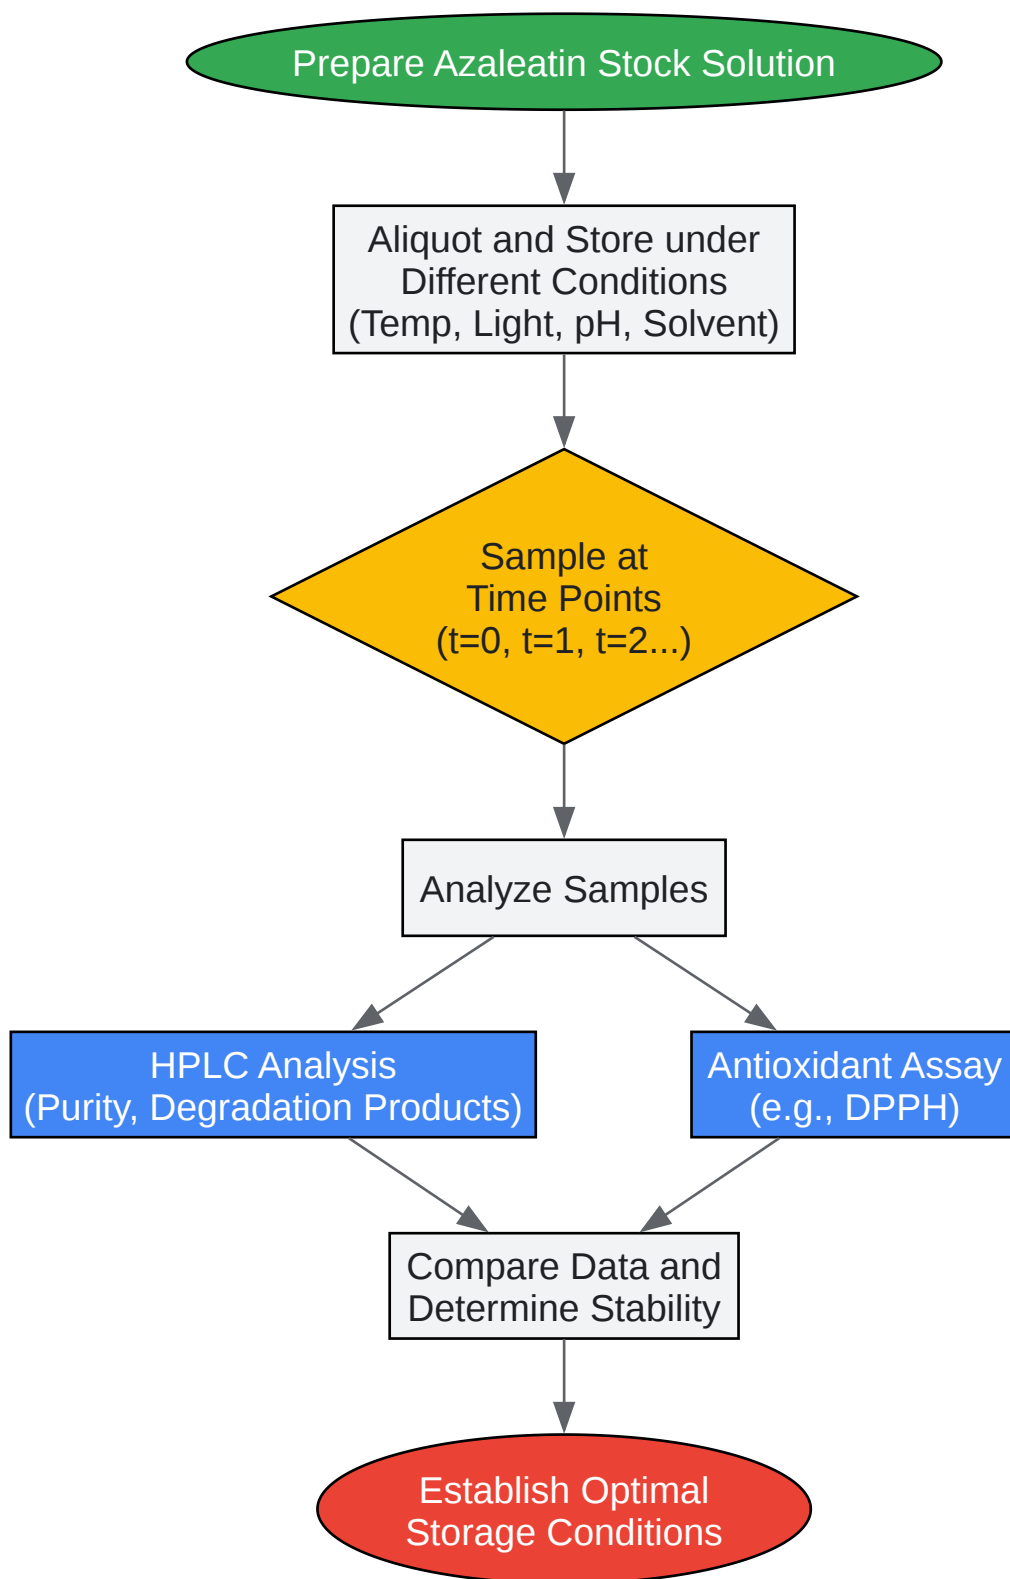 Prepare Azaleatin Stock Solution
Aliquot and Store under
Different Conditions
(Temp, Light, pH, Solvent)
Sample at
Time Points
(t=0, t=1, t=2...)
Analyze Samples
HPLC Analysis
(Purity, Degradation Products)
Antioxidant Assay
(e.g., DPPH)
Compare Data and
Determine Stability
Establish Optimal
Storage Conditions